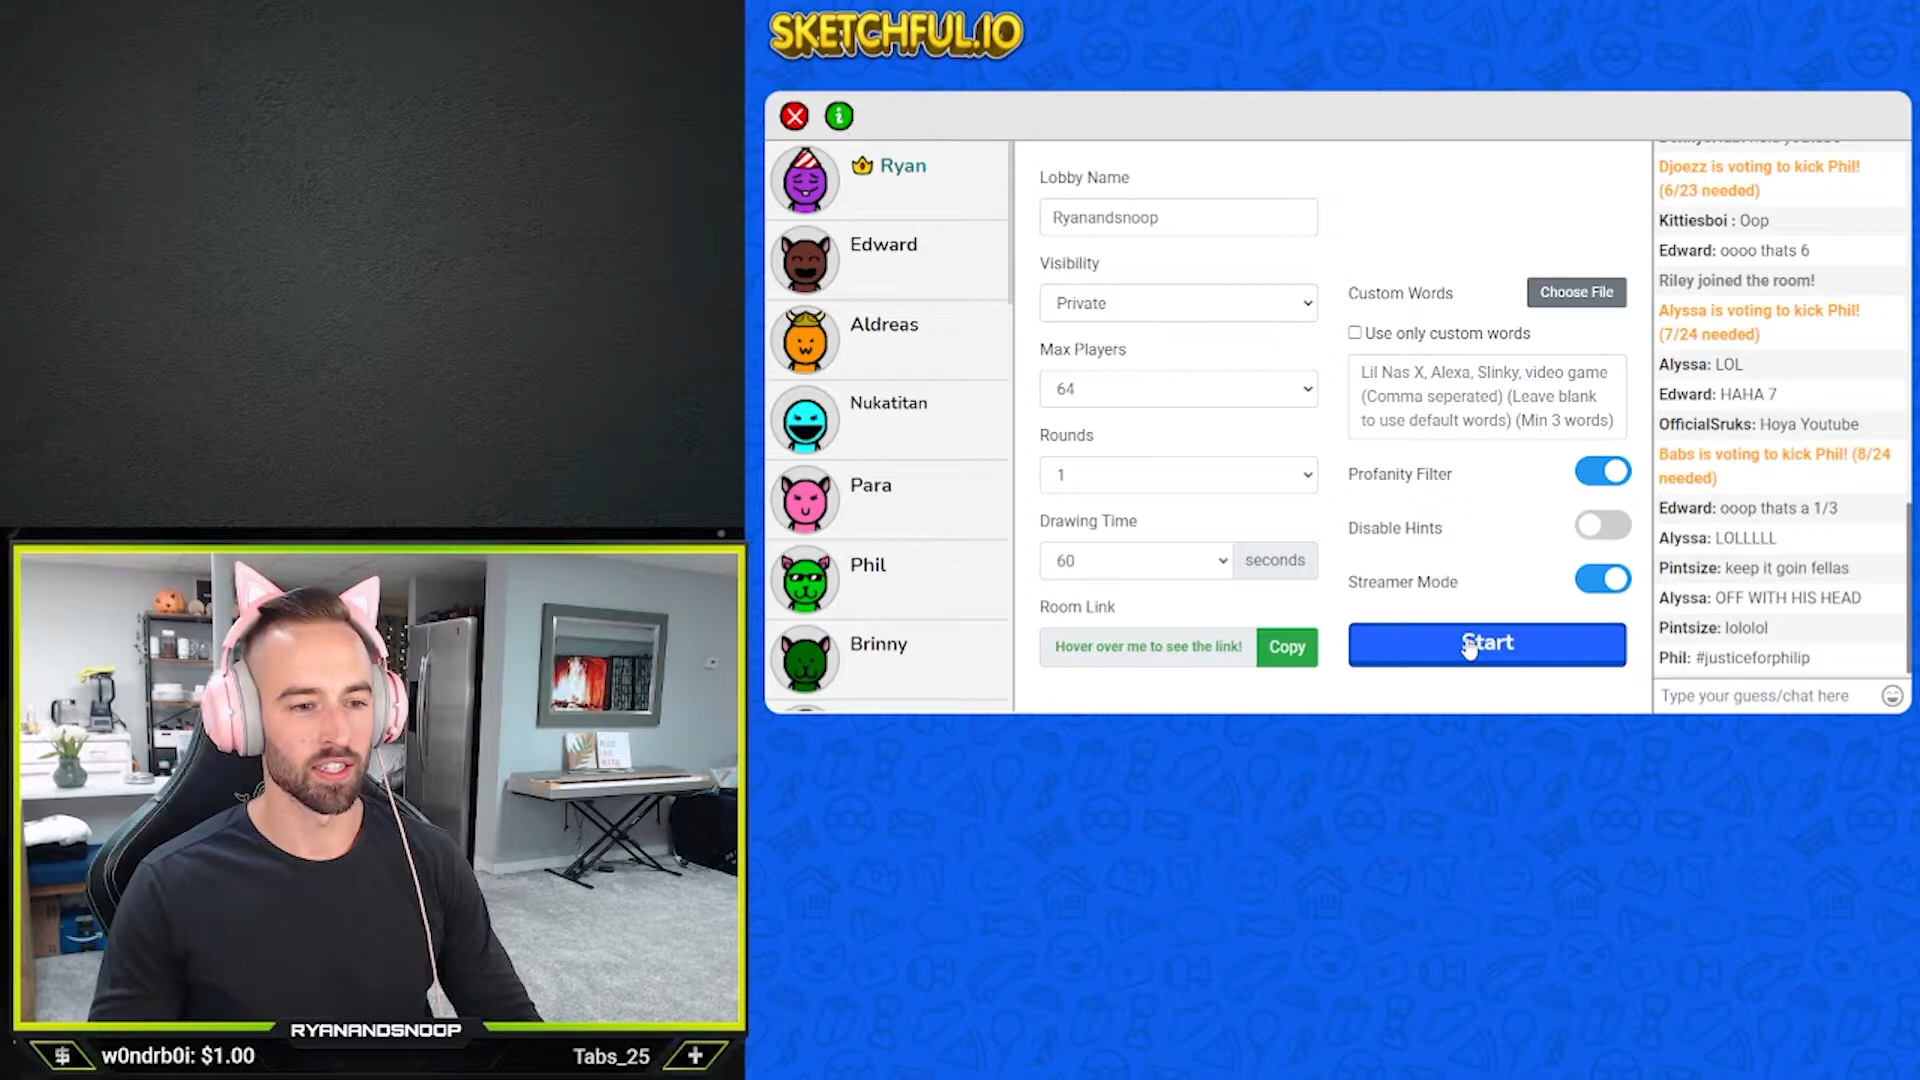 SKETCHFUL.IO
Ryan
Edward
Aldreas
Nukatitan
Para
Phil
Brinny
Lobby Name
Ryanandsnoop
Visibility
Private
Max Players
64
Rounds
1
Drawing Time
60
seconds
Room Link
Hover over me to see the link!
Copy
Custom Words
Choose File
Use only custom words
Lil Nas X, Alexa, Slinky, video game
(Comma seperated) (Leave blank
to use default words) (Min 3 words)
Profanity Filter
Disable Hints
Streamer Mode
Start
Djoezz is voting to kick Phil!
(6/23 needed)
Kittiesboi : Oop
Edward: oooo thats 6
Riley joined the room!
Alyssa is voting to kick Phil!
(7/24 needed)
Alyssa: LOL
Edward: HAHA 7
OfficialSruks: Hoya Youtube
Babs is voting to kick Phil! (8/24
needed)
Edward: ooop thats a 1/3
Alyssa: LOLLLLL
Pintsize: keep it goin fellas
Alyssa: OFF WITH HIS HEAD
Pintsize: lololol
Phil: #justiceforphilip
Type your guess/chat here
RYANANDSNOOP
$ w0ndrb0i: $1.00
Tabs_25 +